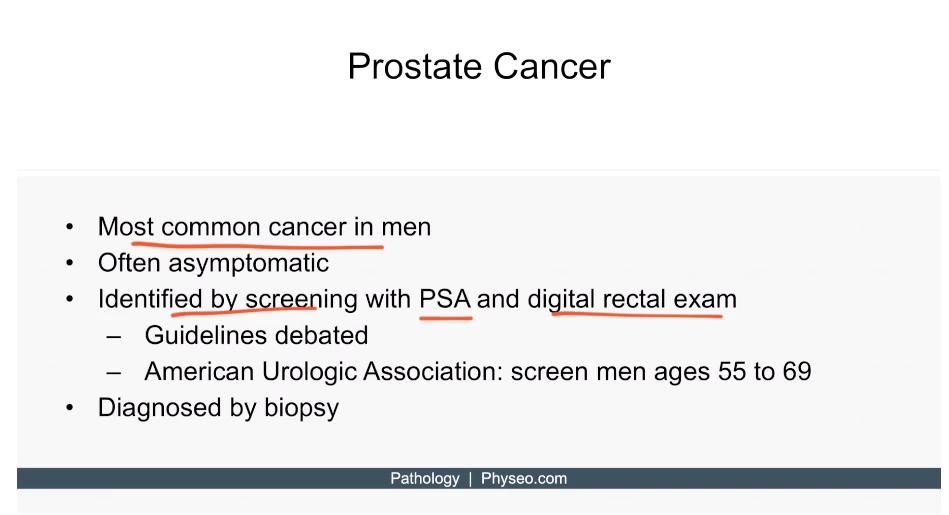 Prostate Cancer
• Most common cancer in men
• Often asymptomatic
• Identified by screening with PSA and digital rectal exam
– Guidelines debated
– American Urologic Association: screen men ages 55 to 69
• Diagnosed by biopsy
Pathology | Physeo.com